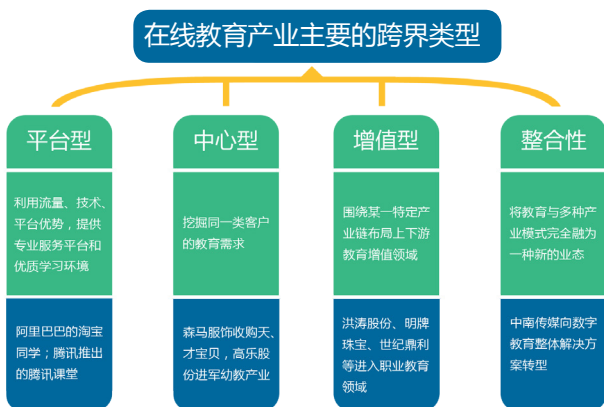 在线教育产业主要的跨界类型
平台型
利用流量、技术、
平台优势，提供
专业服务平台和
优质学习环境
阿里巴巴的淘宝
同学；腾讯推出
的腾讯课堂
中心型
挖掘同一类客户
的教育需求
森马服饰收购天、
才宝贝，高乐股
份进军幼教产业
增值型
围绕某一特定产
业链布局上下游
教育增值领域
洪涛股份、明牌
珠宝、世纪鼎利
等进入职业教育
领域
整合性
将教育与多种产
业模式完全融为
一种新的业态
中南传媒向数字
教育整体解决方
案转型